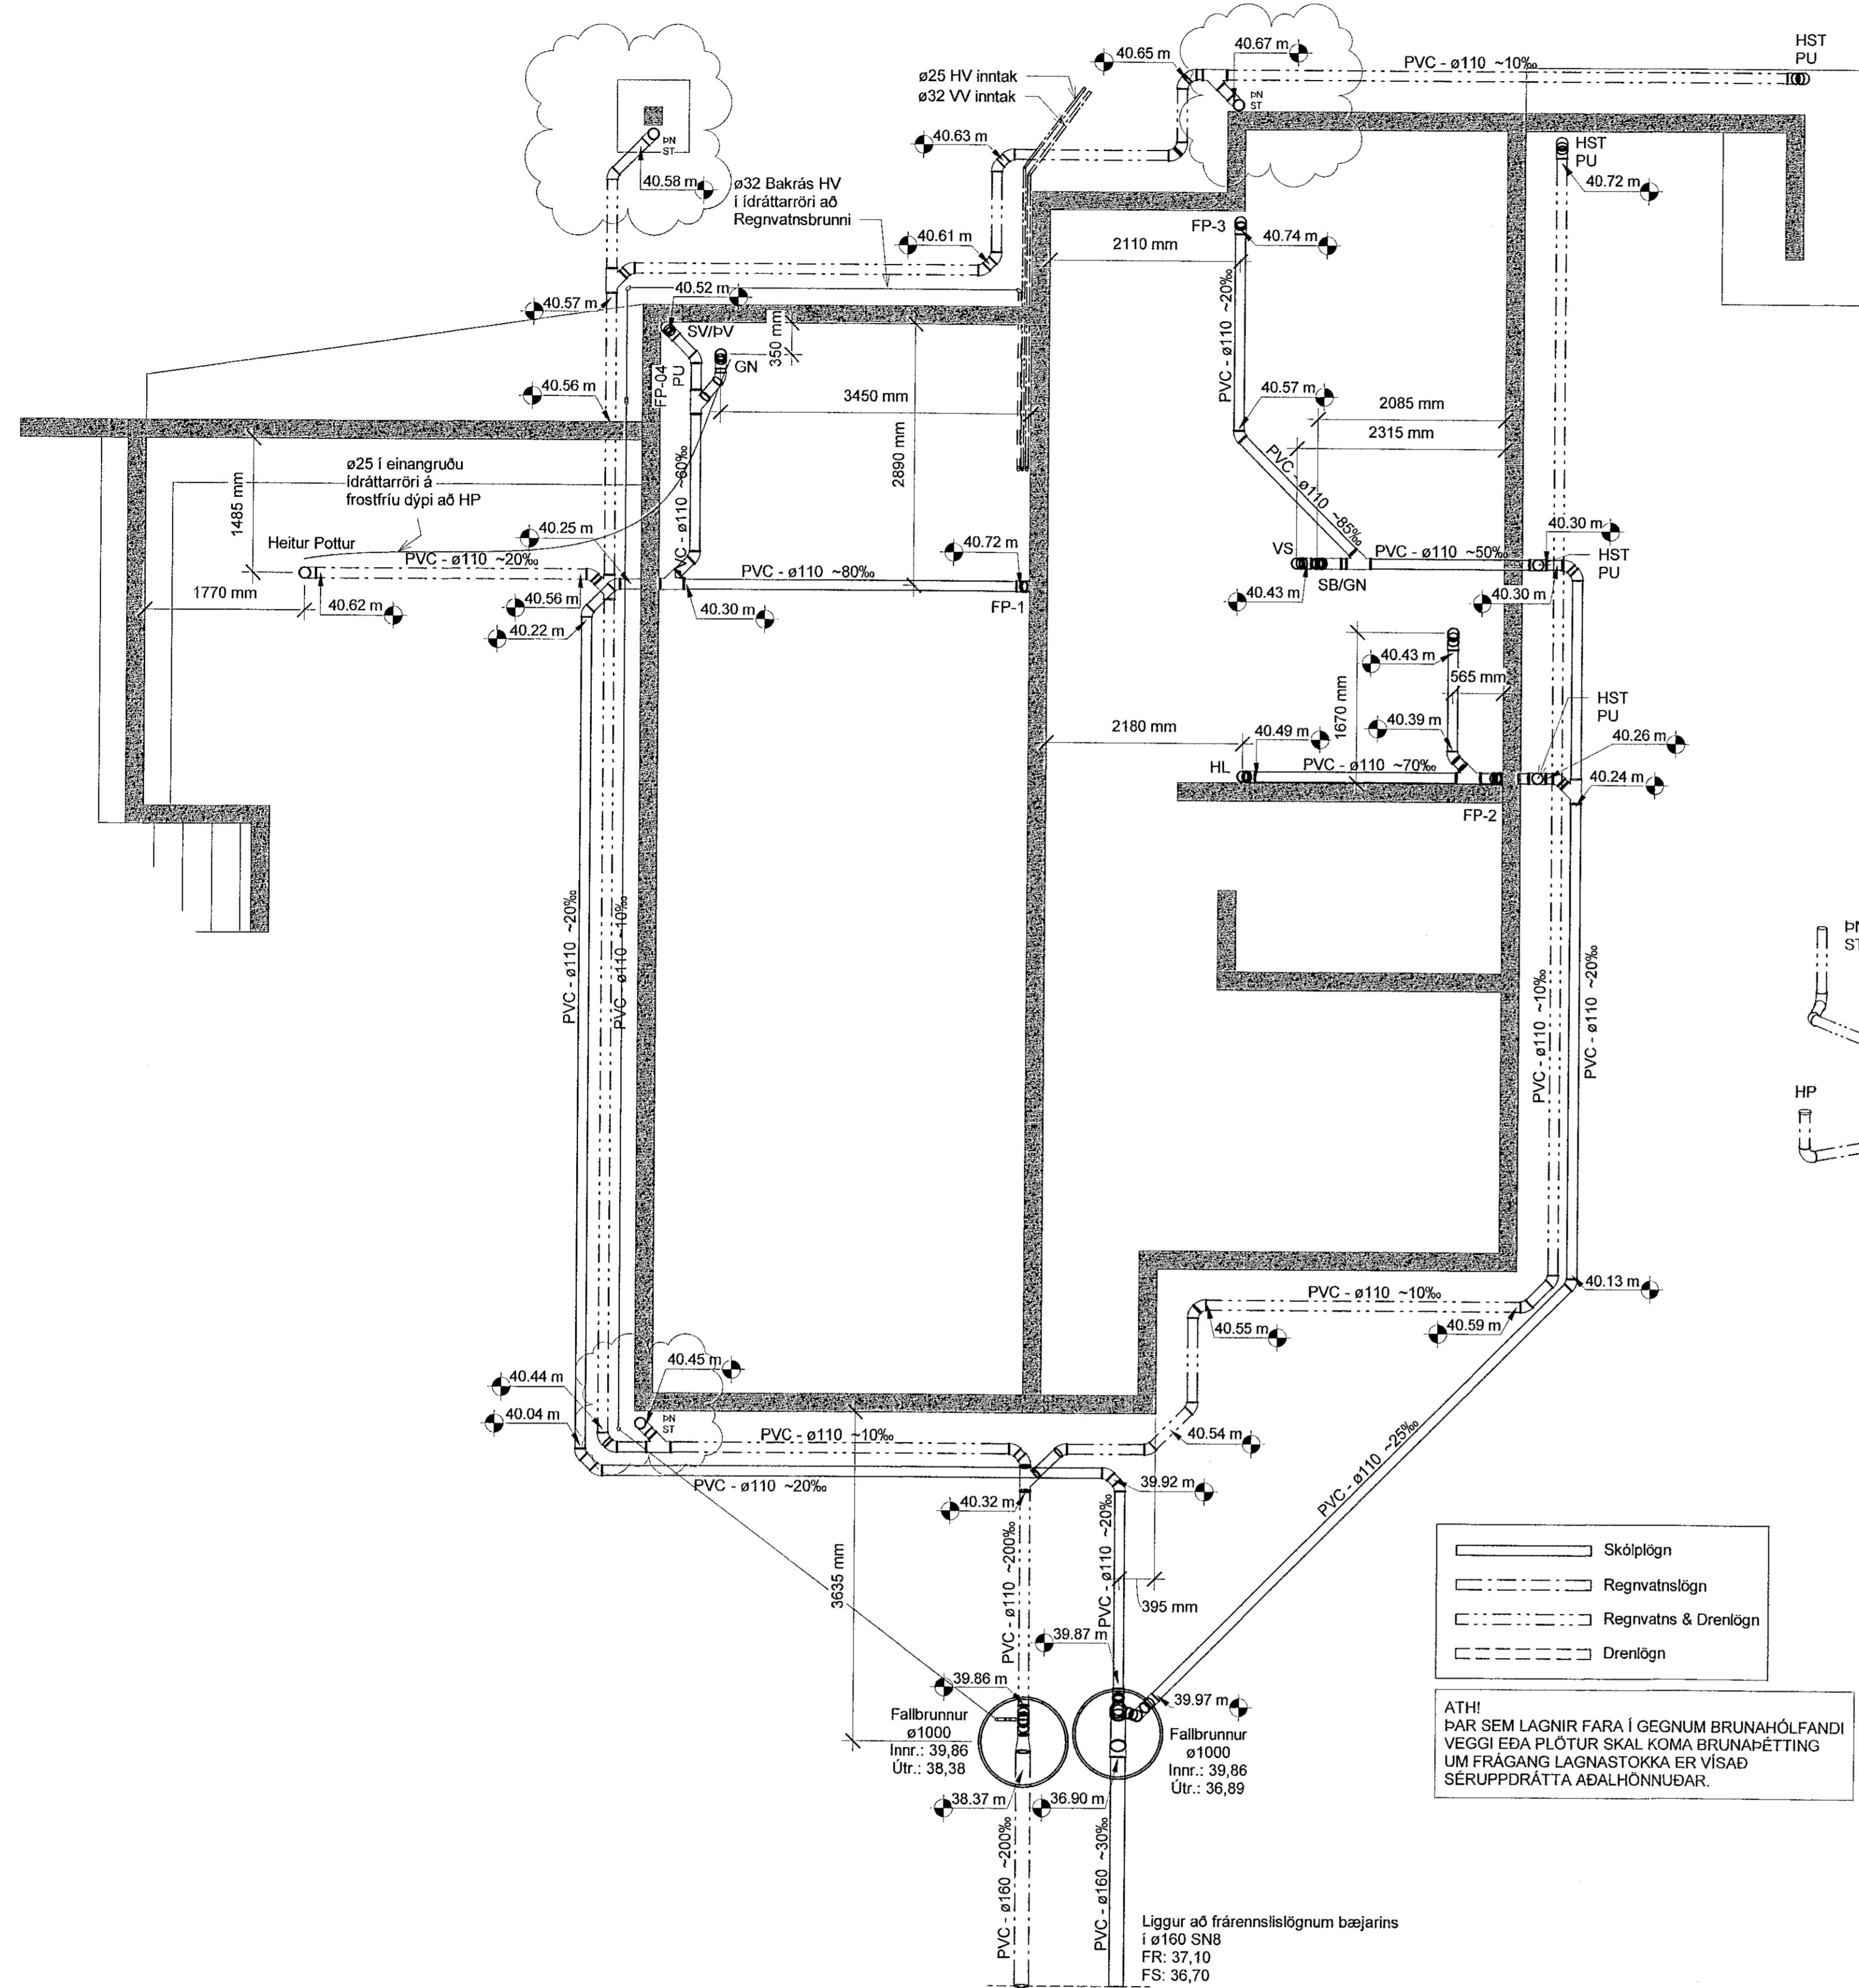 HST
PU
40.65 m
40.67 m
PVC - ø110 ~10‰
ø25 HV inntak
ø32 VV inntak
ÞN
ST
40.63 m
ÞN
ST
HST
PU
40.58 m
40.72 m
ø32 Bakrás HV
í ídráttarröri að
Regnvatnsbrunni
FP-3
40.61 m
2110 mm
40.74 m
40.52 m
40.57 m
SV/ÞV
350 mm
PVC - ø110 ~20‰
GN
FP-04
PU
40.56 m
3450 mm
40.57 m
2085 mm
2315 mm
2890 mm
ø25 í einangruðu
ídráttarröri á
frostfríu dýpi að HP
1485 mm
PVC - ø110 ~60‰
PVC - ø110 ~85‰
40.25 m
40.30 m
Heitur Pottur
PVC - ø110 ~20‰
40.72 m
VS
PVC - ø110 ~50‰
HST
PU
PVC - ø110 ~80‰
SB/GN
1770 mm
40.62 m
40.56 m
40.30 m
FP-1
40.43 m
40.30 m
40.22 m
40.43 m
565 mm
1670 mm
HST
PU
2180 mm
40.49 m
40.39 m
40.26 m
HL
PVC - ø110 ~70‰
40.24 m
FP-2
PVC - ø110 ~20‰
PVC - ø110 ~10‰
PVC - ø110 ~10‰
PVC - ø110 ~20‰
HP
40.13 m
PVC - ø110 ~10‰
40.55 m
40.59 m
40.45 m
40.44 m
40.04 m
ÞN
ST
PVC - ø110 ~10‰
40.54 m
PVC - ø110 ~25‰
PVC - ø110 ~20‰
39.92 m
40.32 m
PVC - ø110 ~200‰
PVC - ø110 ~20‰
3635 mm
395 mm
Skólplögn
Regnvatnslögn
Regnvatns & Drenlögn
Drenlögn
39.87 m
39.86 m
39.97 m
Fallbrunnur
ø1000
Innr.: 39,86
Útr.: 38,38
Fallbrunnur
ø1000
Innr.: 39,86
Útr.: 36,89
ATH!
ÞAR SEM LAGNIR FARA Í GEGNUM BRUNAHÓLFANDI
VEGGI EÐA PLÖTUR SKAL KOMA BRUNAÞÉTTING
UM FRÁGANG LAGNASTOKKA ER VÍSAÐ
SÉRUPPDRÁTTA AÐALHÖNNUÐAR.
38.37 m
36.90 m
PVC - ø160 ~200‰
PVC - ø160 ~30‰
Liggur að frárennslislögnum bæjarins
í ø160 SN8
FR: 37,10
FS: 36,70